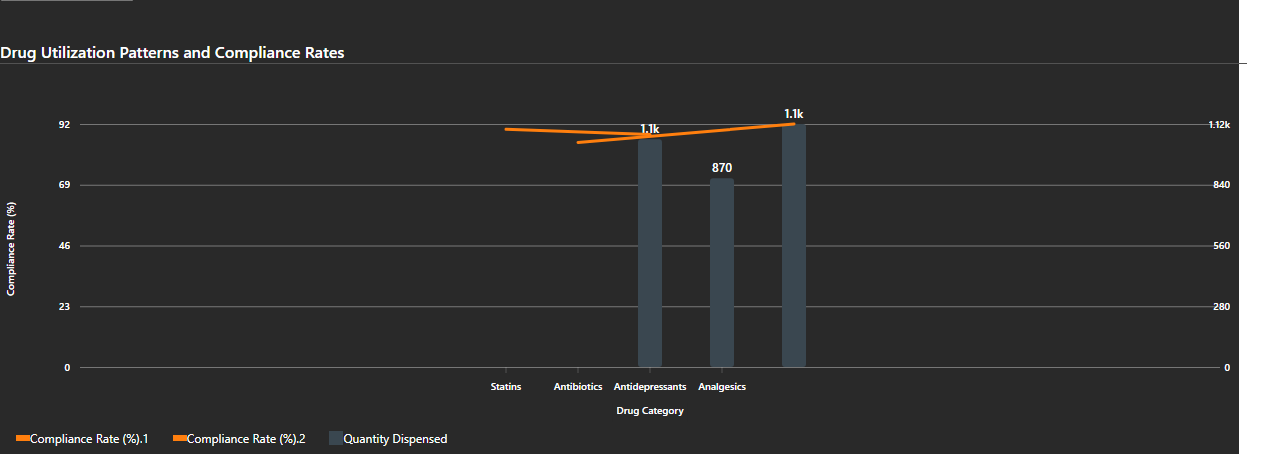 Drug Utilization Patterns and Compliance Rates
1.1k
92
1.1k
1.12k
870
69
840
Compliance Rate (%)
46
560
23
280
0
0
Statins
Antibiotics
Antidepressants
Analgesics
Drug Category
Compliance Rate (%).1
Compliance Rate (%).2
Quantity Dispensed